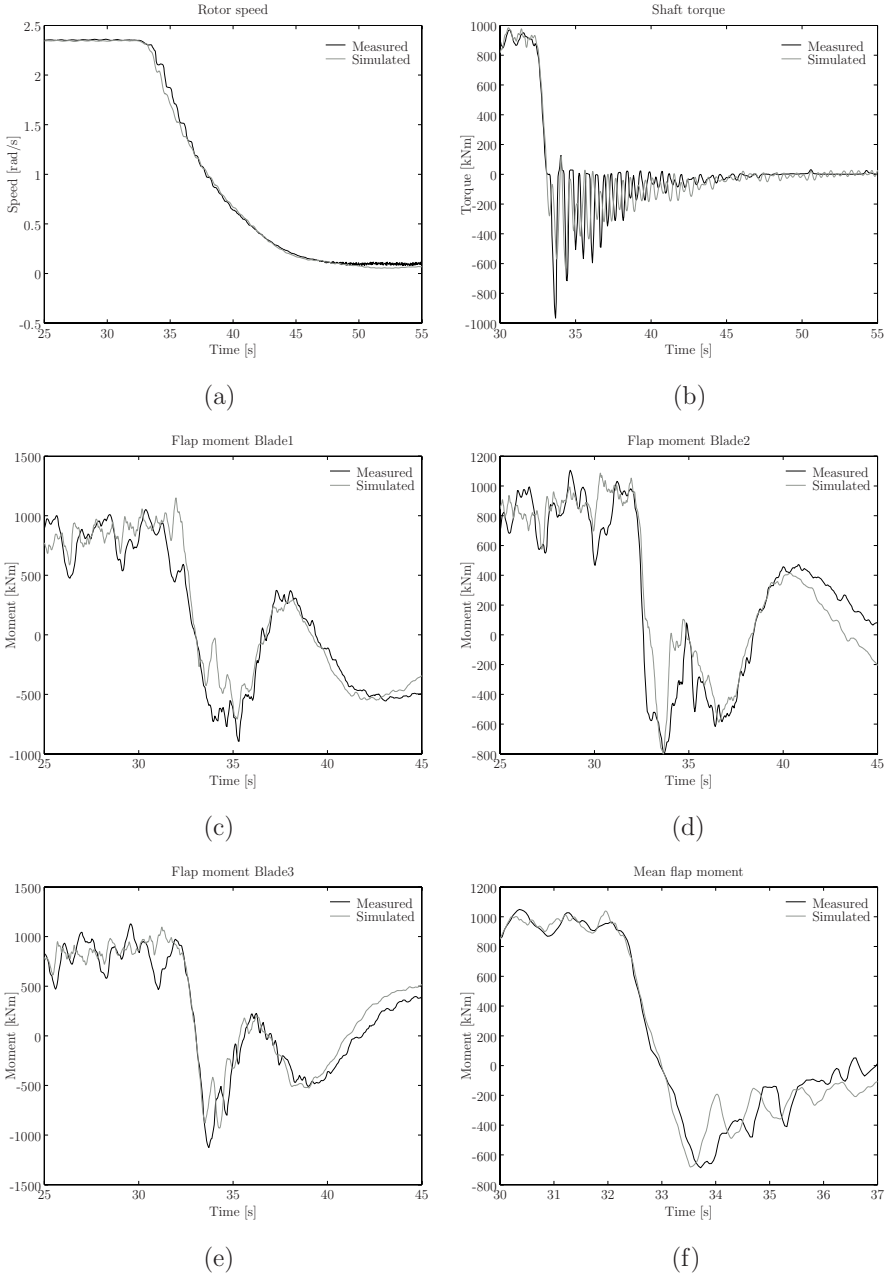 Rotor speed
2.5
2
1.5
1
0.5
0
-0.5
25 30 35 40 45 50 55
Speed [rad/s]
Time [s]
Measured
Simulated
(a)
Shaft torque
1000
800
600
400
200
0
-200
-400
-600
-800
-1000
30 35 40 45 50 55
Torque [kNm]
Time [s]
Measured
Simulated
(b)
Flap moment Blade1
1500
1000
500
0
-500
-1000
25 30 35 40 45
Moment [kNm]
Time [s]
Measured
Simulated
(c)
Flap moment Blade2
1200
1000
800
600
400
200
0
-200
-400
-600
-800
25 30 35 40 45
Moment [kNm]
Time [s]
Measured
Simulated
(d)
Flap moment Blade3
1500
1000
500
0
-500
-1000
-1500
25 30 35 40 45
Moment [kNm]
Time [s]
Measured
Simulated
(e)
Mean flap moment
1200
1000
800
600
400
200
0
-200
-400
-600
-800
30 31 32 33 34 35 36 37
Moment [kNm]
Time [s]
Measured
Simulated
(f)